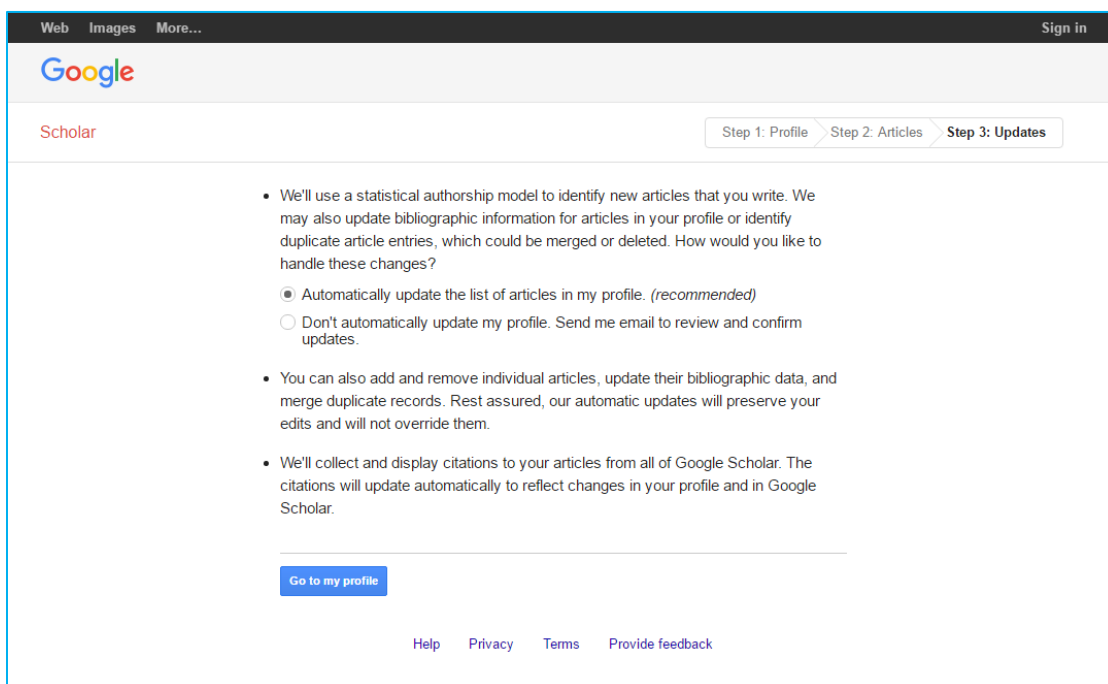 Web Images More... Sign in
Google
Scholar Step 1: Profile Step 2: Articles Step 3: Updates
We'll use a statistical authorship model to identify new articles that you write. We
may also update bibliographic information for articles in your profile or identify
duplicate article entries, which could be merged or deleted. How would you like to
handle these changes?
Automatically update the list of articles in my profile. (recommended)
Don't automatically update my profile. Send me email to review and confirm
updates.
You can also add and remove individual articles, update their bibliographic data, and
merge duplicate records. Rest assured, our automatic updates will preserve your
edits and will not override them.
We'll collect and display citations to your articles from all of Google Scholar. The
citations will update automatically to reflect changes in your profile and in Google
Scholar.
Go to my profile
Help Privacy Terms Provide feedback